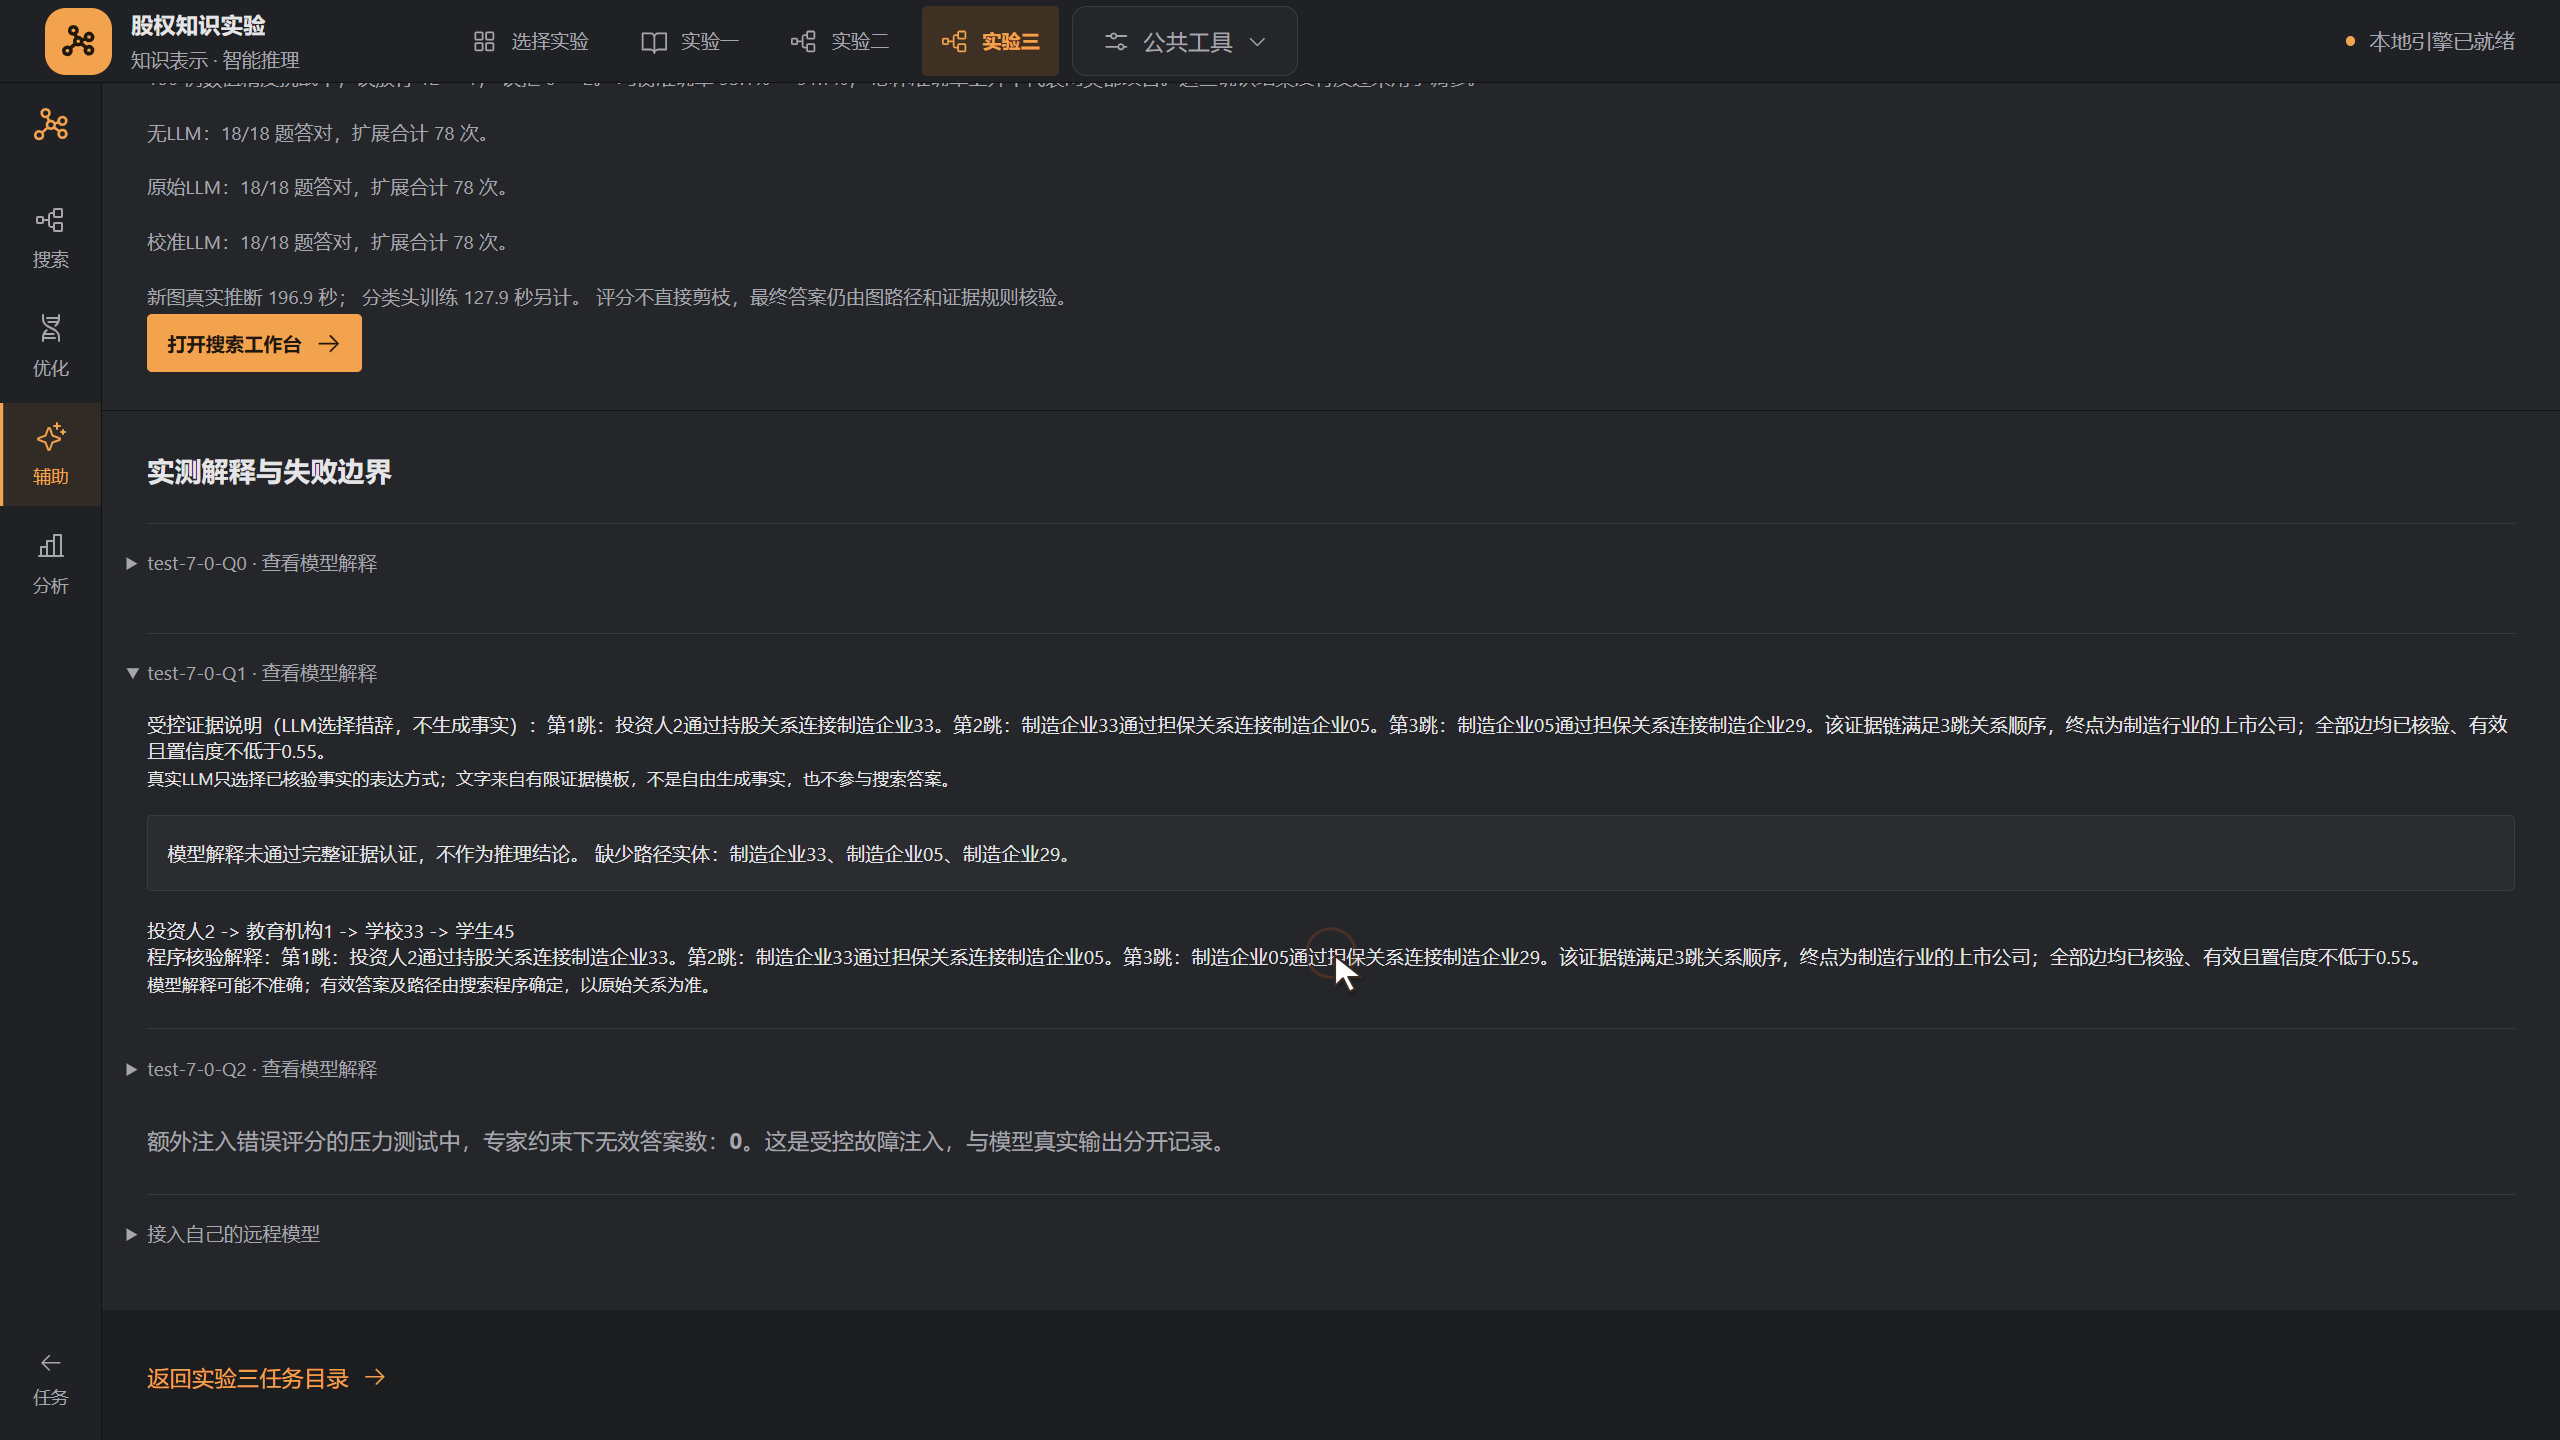 股权知识实验
知识表示 · 智能推理
选择实验
实验一
实验二
实验三
公共工具
本地引擎已就绪
搜索
优化
辅助
分析
任务
无LLM：18/18 题答对，扩展合计 78 次。
原始LLM：18/18 题答对，扩展合计 78 次。
校准LLM：18/18 题答对，扩展合计 78 次。
新图真实推断 196.9 秒； 分类头训练 127.9 秒另计。 评分不直接剪枝，最终答案仍由图路径和证据规则核验。
打开搜索工作台
实测解释与失败边界
test-7-0-Q0 · 查看模型解释
test-7-0-Q1 · 查看模型解释
受控证据说明（LLM选择措辞，不生成事实）：第1跳：投资人2通过持股关系连接制造企业33。第2跳：制造企业33通过担保关系连接制造企业05。第3跳：制造企业05通过担保关系连接制造企业29。该证据链满足3跳关系顺序，终点为制造行业的上市公司；全部边均已核验、有效
且置信度不低于0.55。
真实LLM只选择已核验事实的表达方式；文字来自有限证据模板，不是自由生成事实，也不参与搜索答案。
模型解释未通过完整证据认证，不作为推理结论。 缺少路径实体：制造企业33、制造企业05、制造企业29。
投资人2 -> 教育机构1 -> 学校33 -> 学生45
程序核验解释：第1跳：投资人2通过持股关系连接制造企业33。第2跳：制造企业33通过担保关系连接制造企业05。第3跳：制造企业05通过担保关系连接制造企业29。该证据链满足3跳关系顺序，终点为制造行业的上市公司；全部边均已核验、有效且置信度不低于0.55。
模型解释可能不准确；有效答案及路径由搜索程序确定，以原始关系为准。
test-7-0-Q2 · 查看模型解释
额外注入错误评分的压力测试中，专家约束下无效答案数：0。这是受控故障注入，与模型真实输出分开记录。
接入自己的远程模型
返回实验三任务目录